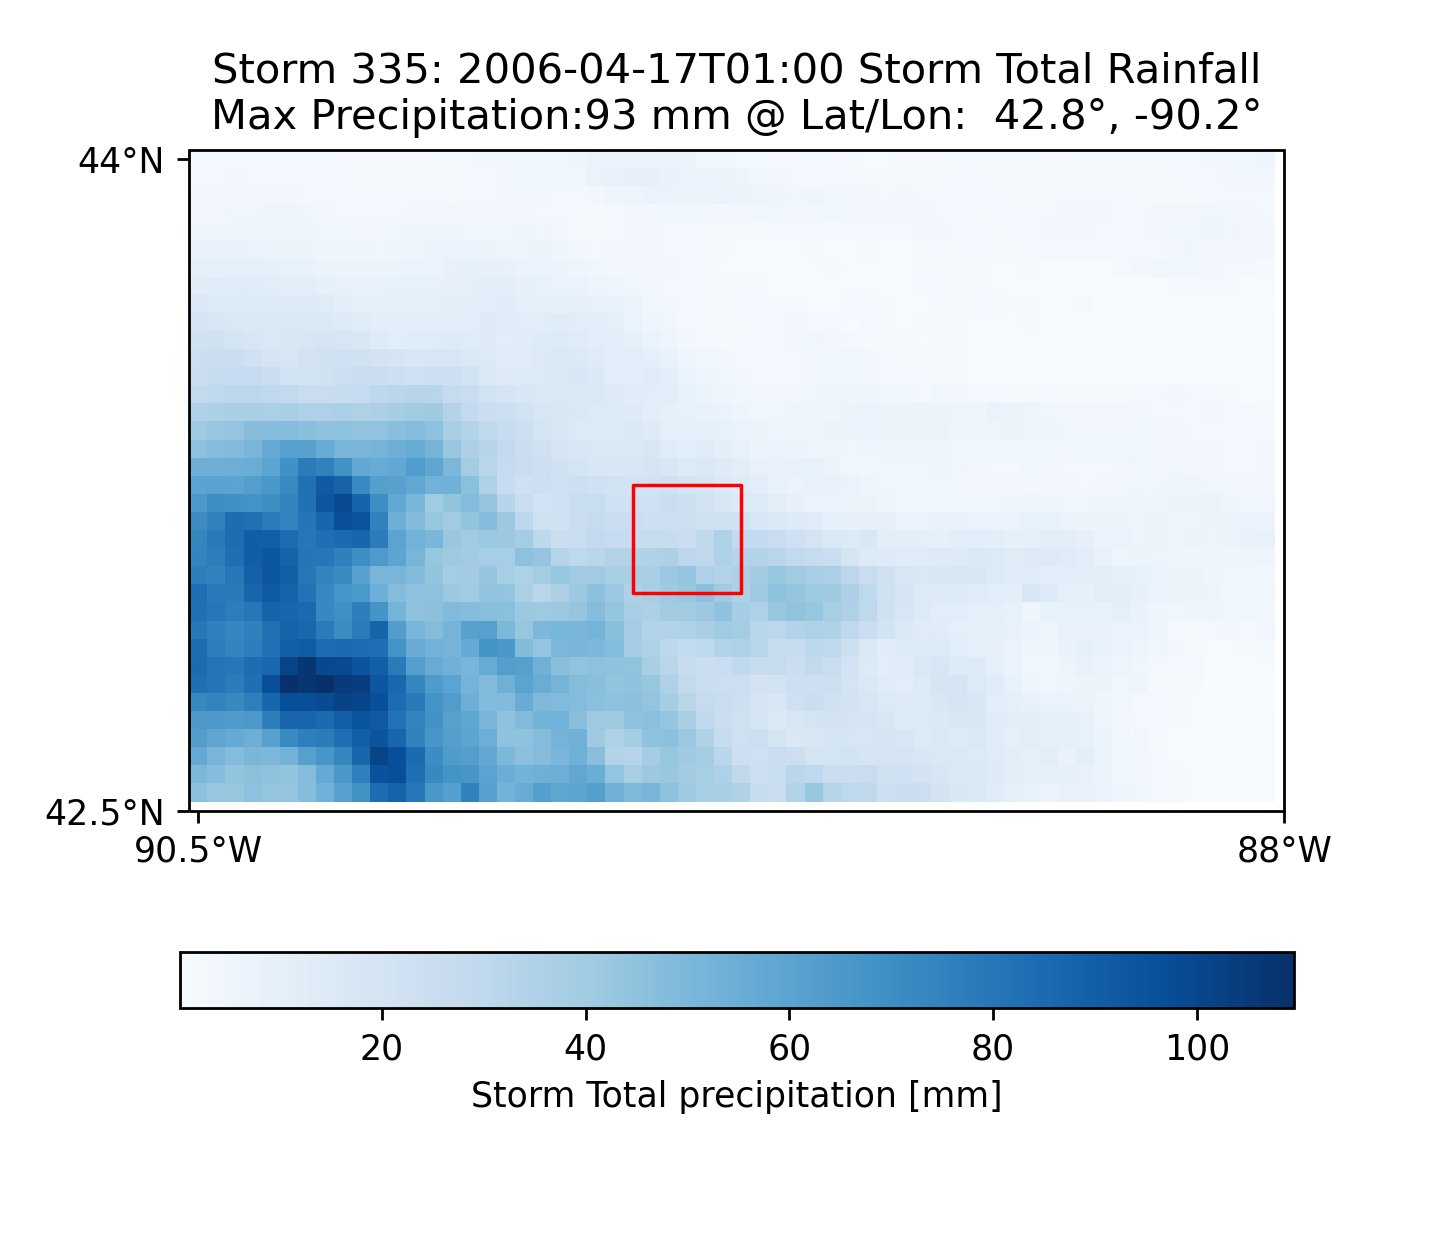 Storm 335: 2006-04-17T01:00 Storm Total Rainfall
Max Precipitation:93 mm @ Lat/Lon:  42.8°, -90.2°
44°N
42.5°N
90.5°W 88°W
20 40 60 80 100
Storm Total precipitation [mm]